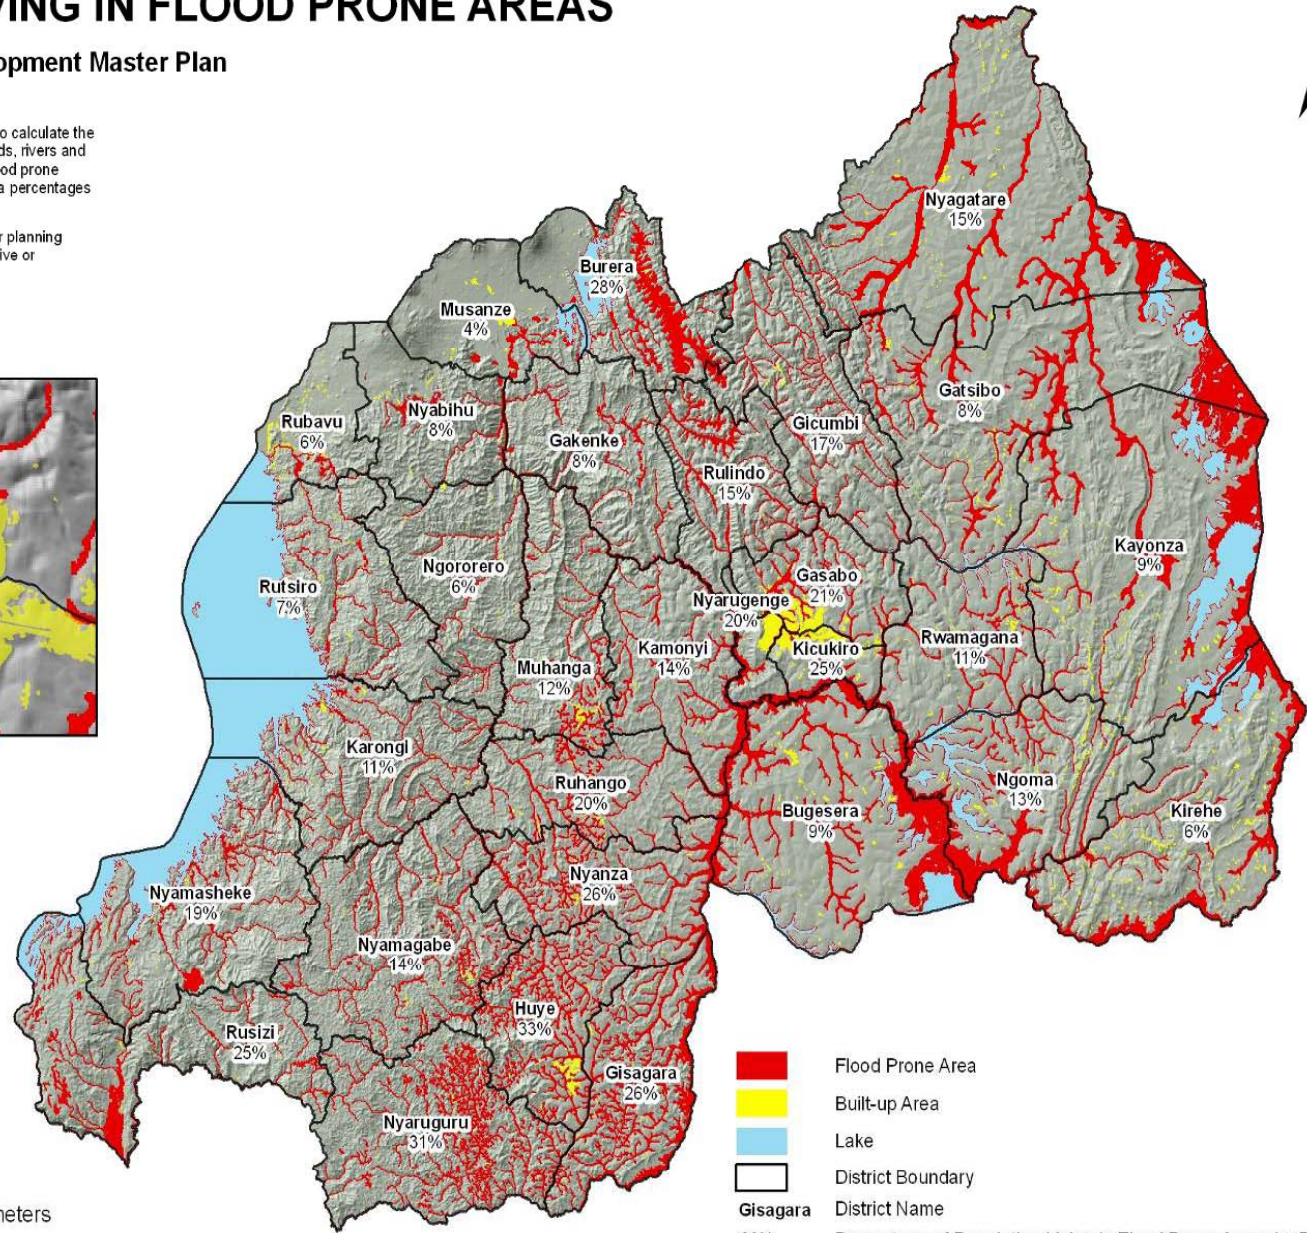 VING IN FLOOD PRONE AREAS
opment Master Plan
o calculate the
ds, rivers and
od prone
a percentages
r planning
ive or
Nyagatare
15%
Burera
28%
Musanze
4%
Gatsibo
8%
Nyabihu
8%
Rubavu
6%
Gicumbi
17%
Gakenke
8%
Rulindo
15%
Kayonza
9%
Ngororero
6%
Gasabo
21%
Rutsiro
7%
Nyarugenge
20%
Rwamagana
11%
Kamonyi
14%
Kicukiro
25%
Muhanga
12%
Karongi
11%
Ruhango
20%
Ngoma
13%
Bugesera
9%
Kirehe
6%
Nyanza
26%
Nyamasheke
19%
Nyamagabe
14%
Huye
33%
Rusizi
25%
Gisagara
26%
Nyaruguru
31%
Flood Prone Area
Built-up Area
Lake
District Boundary
Gisagara District Name
neters